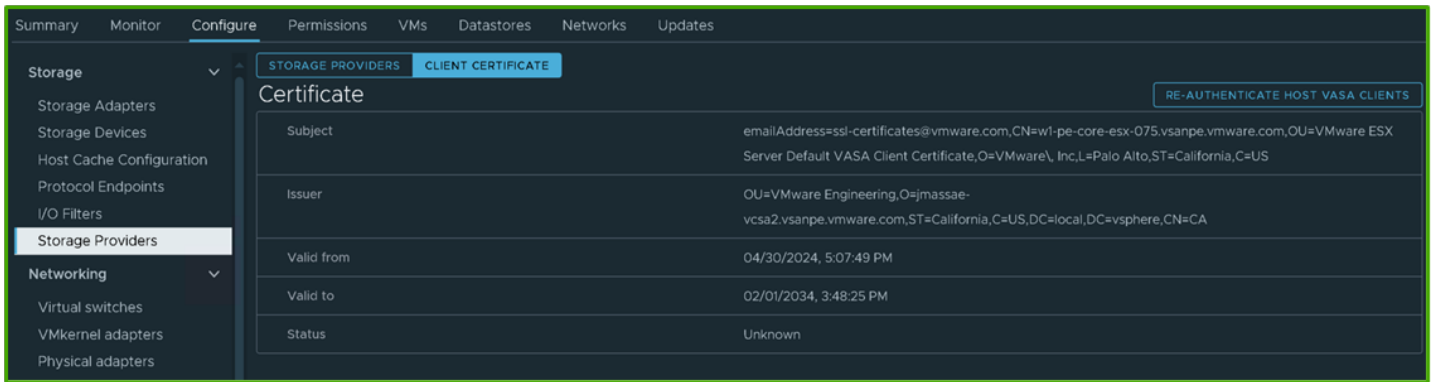 Summary Monitor Configure Permissions VMs Datastores Networks Updates
Storage
Storage Adapters
Storage Devices
Host Cache Configuration
Protocol Endpoints
I/O Filters
Storage Providers
Networking
Virtual switches
VMkernel adapters
Physical adapters
STORAGE PROVIDERS CLIENT CERTIFICATE
Certificate
RE-AUTHENTICATE HOST VASA CLIENTS
Subject
emailAddress=ssl-certificates@vmware.com,CN=w1-pe-core-esx-075.vsanpe.vmware.com,OU=VMware ESX
Server Default VASA Client Certificate,O=VMware\, Inc,L=Palo Alto,ST=California,C=US
Issuer
OU=VMware Engineering,O=jmassae-
vcsa2.vsanpe.vmware.com,ST=California,C=US,DC=local,DC=vsphere,CN=CA
Valid from
04/30/2024, 5:07:49 PM
Valid to
02/01/2034, 3:48:25 PM
Status
Unknown